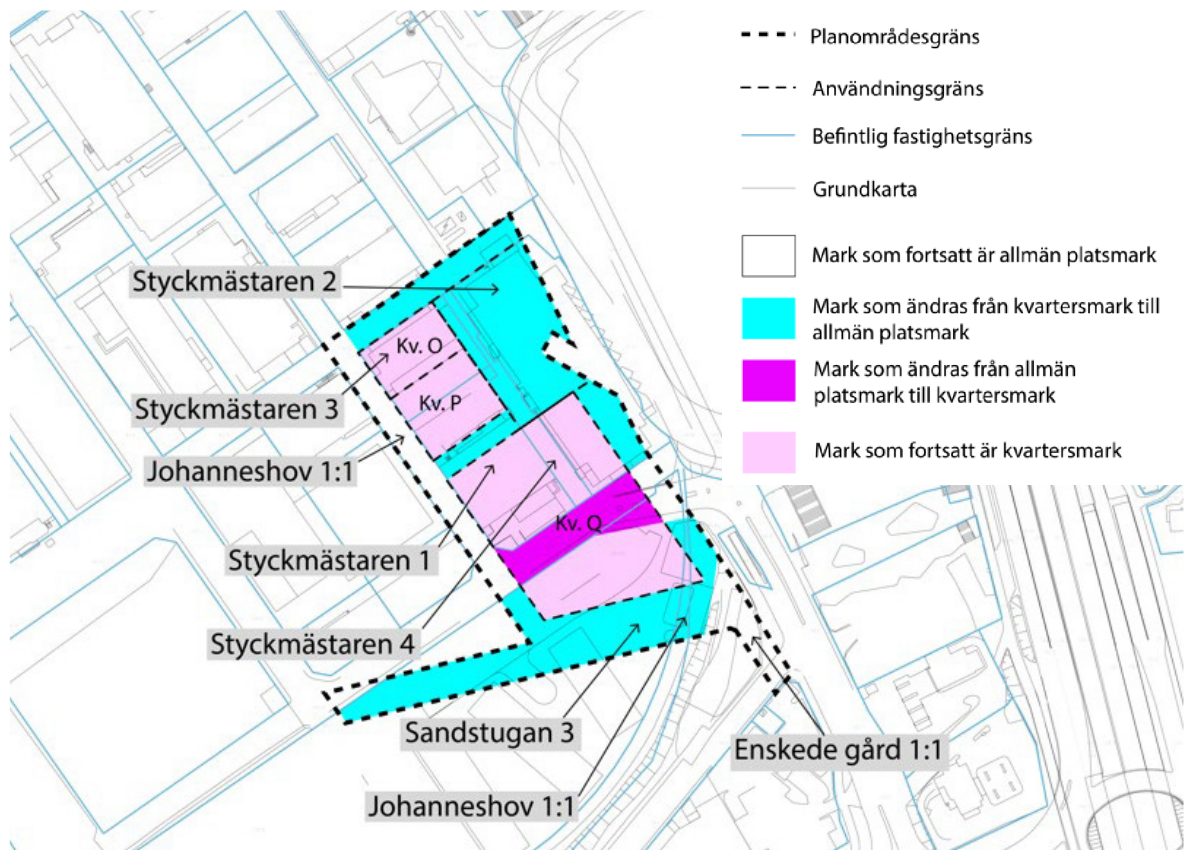 Planområdesgräns
Användningsgräns
Befintlig fastighetsgräns
Grundkarta
Mark som fortsatt är allmän platsmark
Mark som ändras från kvartersmark till
allmän platsmark
Mark som ändras från allmän
platsmark till kvartersmark
Mark som fortsatt är kvartersmark
Styckmästaren 2
Kv. O
Styckmästaren 3
Kv. P
Johanneshov 1:1
Kv. Q
Styckmästaren 1
Styckmästaren 4
Sandstugan 3
Enskede gård 1:1
Johanneshov 1:1